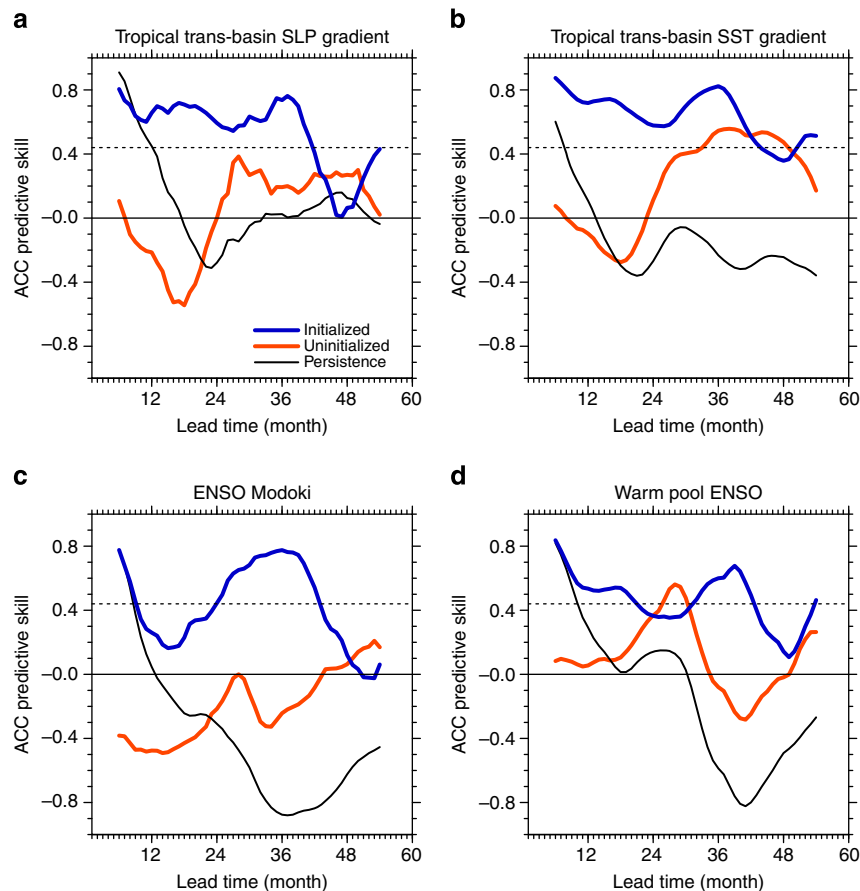 a
Tropical trans-basin SLP gradient
0.8
0.4
–0.0
–0.4
–0.8
ACC predictive skill
Initialized
Uninitialized
Persistence
12 24 36 48 60
Lead time (month)
b
Tropical trans-basin SST gradient
0.8
0.4
–0.0
–0.4
–0.8
ACC predictive skill
12 24 36 48 60
Lead time (month)
c
ENSO Modoki
0.8
0.4
–0.0
–0.4
–0.8
ACC predictive skill
12 24 36 48 60
Lead time (month)
d
Warm pool ENSO
0.8
0.4
–0.0
–0.4
–0.8
ACC predictive skill
12 24 36 48 60
Lead time (month)